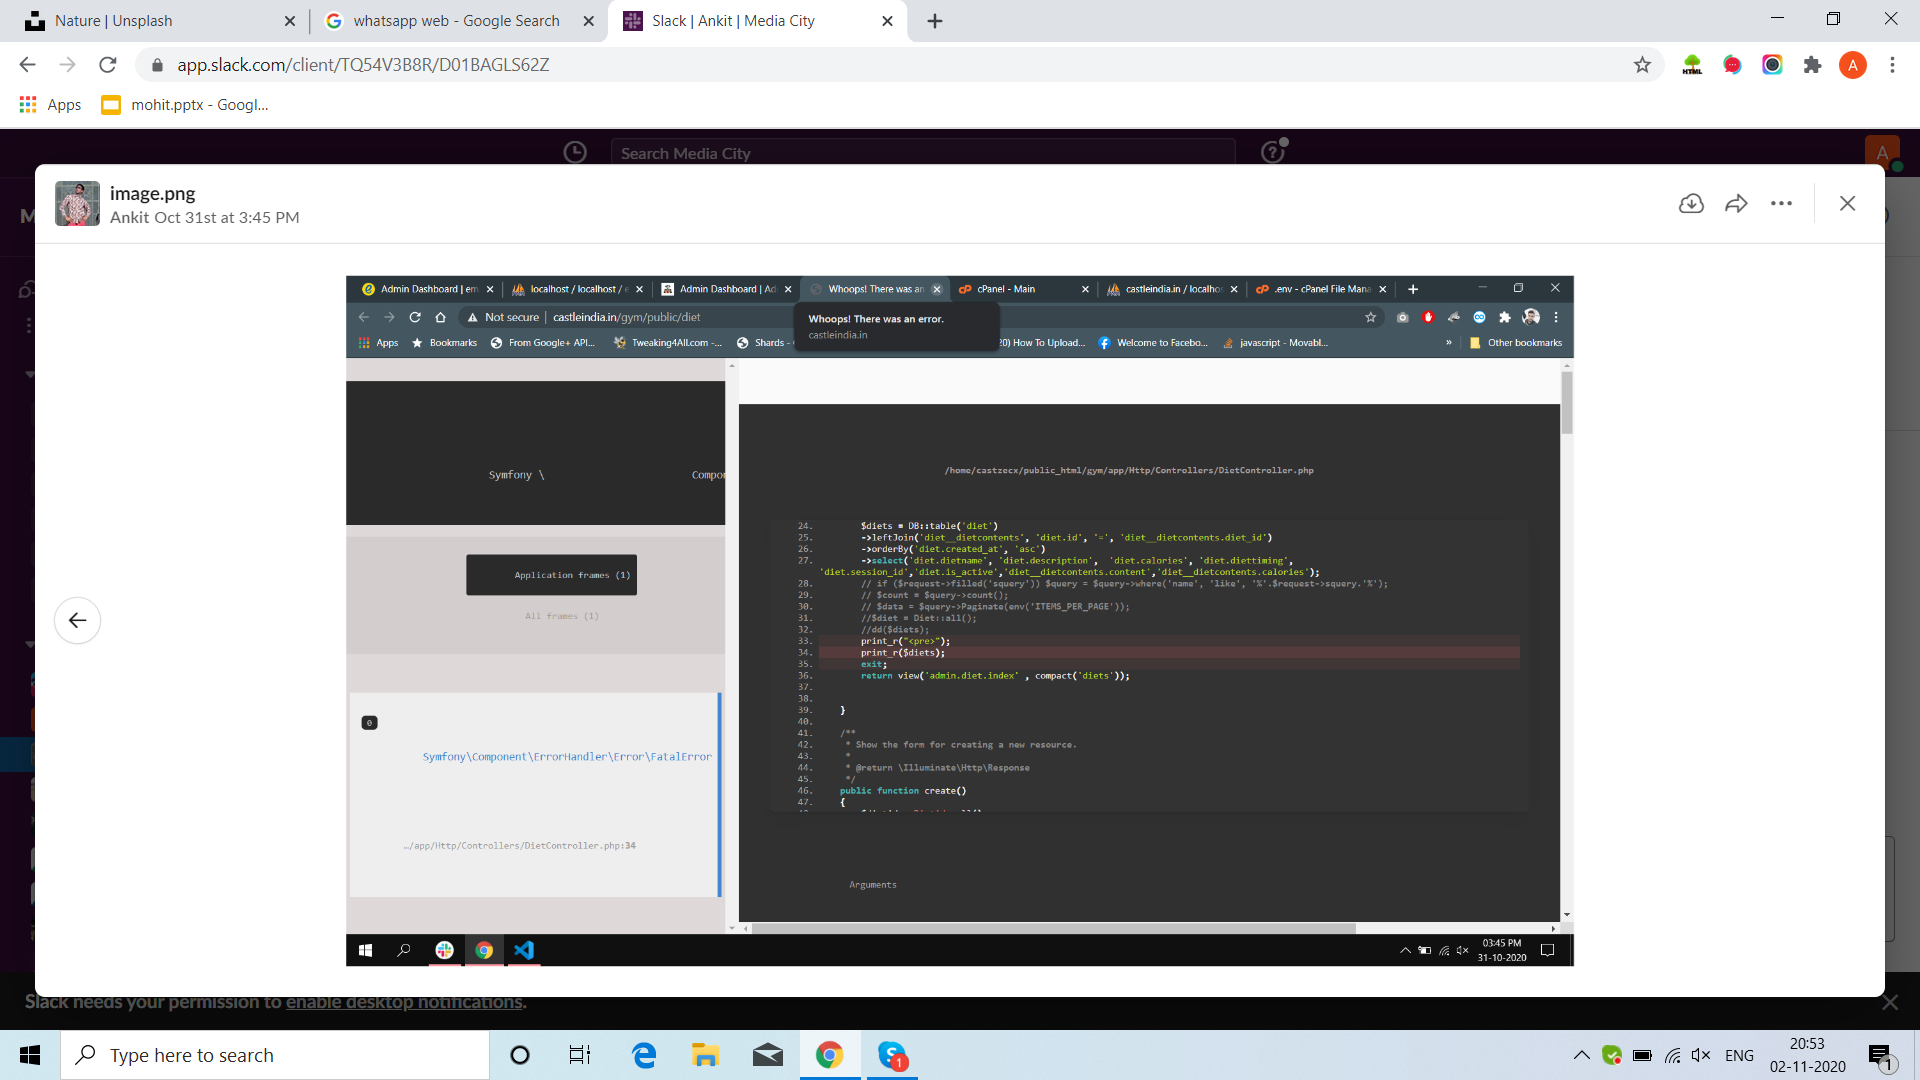 Nature | Unsplash
whatsapp web - Google Search
Slack | Ankit | Media City
app.slack.com/client/TQ54V3B8R/D01BAGLS62Z
A
Apps
mohit.pptx - Googl...
Search Media City
A
image.png
Ankit Oct 31st at 3:45 PM
Admin Dashboard | em
localhost / localhost / e
Admin Dashboard | Ad
Whoops! There was an
cPanel - Main
castleindia.in / localhos
.env - cPanel File Mana
Not secure | castleindia.in/gym/public/diet
Whoops! There was an error.
castleindia.in
Apps
Bookmarks
From Google+ API...
Tweaking4All.com -...
Shards -
20) How To Upload...
Welcome to Facebo...
javascript - Movabl...
»
Other bookmarks
Symfony \
Compor
/home/castzecx/public_html/gym/app/Http/Controllers/DietController.php
Application frames (1)
All frames (1)
0
Symfony\Component\ErrorHandler\Error\FatalError
…/app/Http/Controllers/DietController.php:34
24. $diets = DB::table('diet')
25. ->leftJoin('diet__dietcontents', 'diet.id', '=', 'diet__dietcontents.diet_id')
26. ->orderBy('diet.created_at', 'asc')
27. ->select('diet.dietname', 'diet.description', 'diet.calories', 'diet.diettiming',
'diet.session_id','diet.is_active','diet__dietcontents.content','diet__dietcontents.calories');
28. // if ($request->filled('squery')) $query = $query->where('name', 'like', '%'.$request->squery.'%');
29. // $count = $query->count();
30. // $data = $query->Paginate(env('ITEMS_PER_PAGE'));
31. //$diet = Diet::all();
32. //dd($diets);
33. print_r("<pre>");
34. print_r($diets);
35. exit;
36. return view('admin.diet.index' , compact('diets'));
37.
38.
39. }
40.
41. /**
42. * Show the form for creating a new resource.
43. *
44. * @return \Illuminate\Http\Response
45. */
46. public function create()
47. {
Arguments
03:45 PM
31-10-2020
Slack needs your permission to enable desktop notifications.
Type here to search
1
ENG
20:53
02-11-2020
1